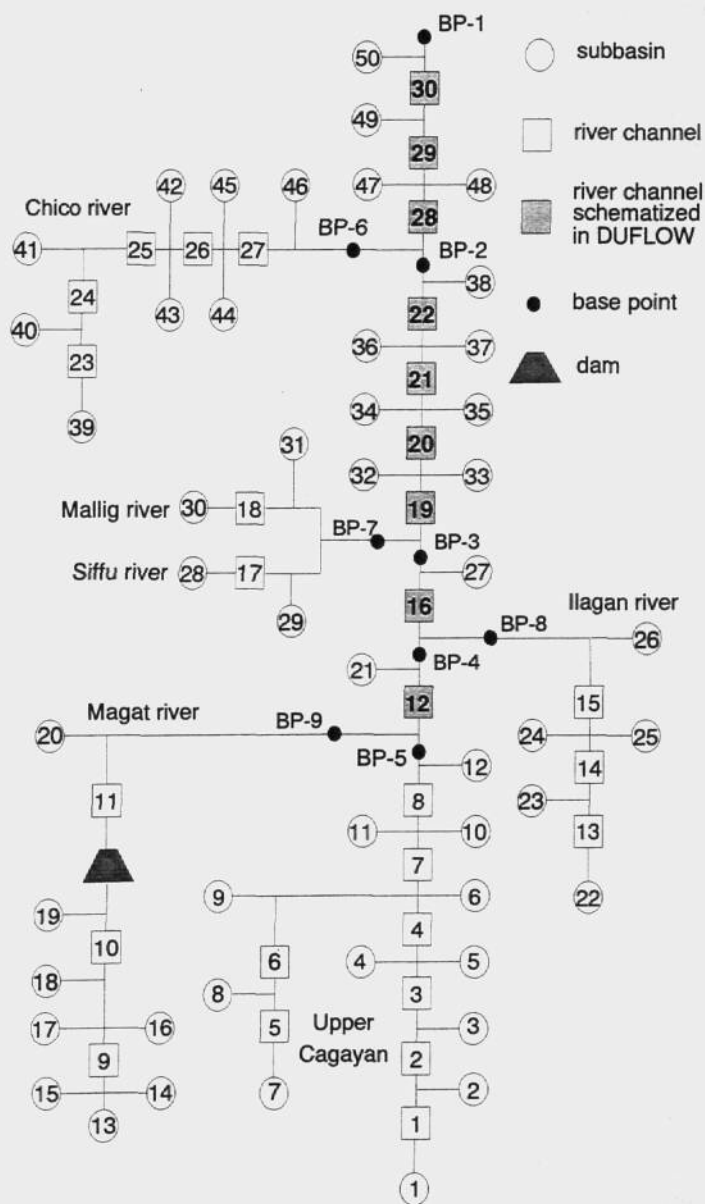 BP-1
50
subbasin
30
49
river channel
29
42 45 46
47 48
river channel
schematized
in DUFLOW
Chico river
28
BP-6
41 25 26 27
BP-2
38
24
43 44
22
base point
40
36 37
23
21
dam
39
34 35
20
31
32 33
Mallig river
30 18
19
BP-7
BP-3
Siffu river
28 17
27
29
16
Ilagan river
BP-8
26
21
BP-4
12
15
Magat river
BP-9
20
24 25
BP-5
12
14
11
8
23
11 10
13
7
9 6
22
19
4
10
6
4 5
18
8
3
17 16
5
Upper
3
9
Cagayan
2
15 14
7
2
13
1
1